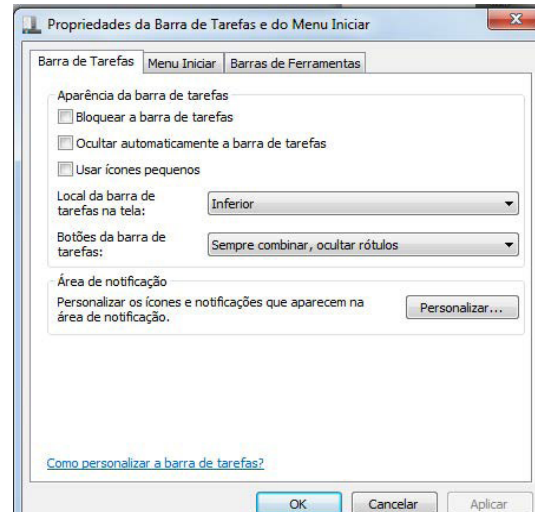 Propriedades da Barra de Tarefas e do Menu Iniciar
Barra de Tarefas Menu Iniciar Barras de Ferramentas
Aparência da barra de tarefas
Bloquear a barra de tarefas
Ocultar automaticamente a barra de tarefas
Usar ícones pequenos
Local da barra de
tarefas na tela:
Inferior
Botões da barra de
tarefas:
Sempre combinar, ocultar rótulos
Área de notificação
Personalizar os ícones e notificações que aparecem na
área de notificação.
Personalizar...
Como personalizar a barra de tarefas?
OK Cancelar Aplicar